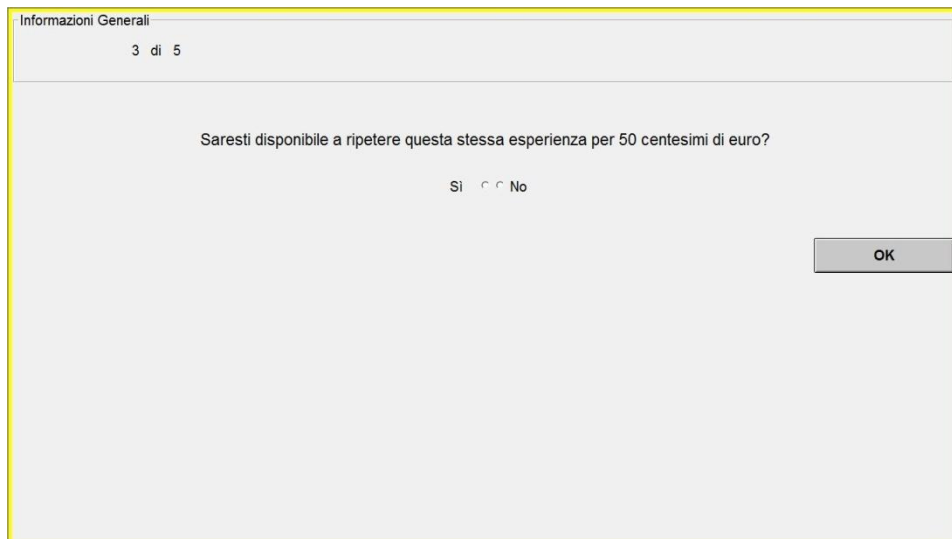 Informazioni Generali
3 di 5
Saresti disponibile a ripetere questa stessa esperienza per 50 centesimi di euro?
Sì No
OK